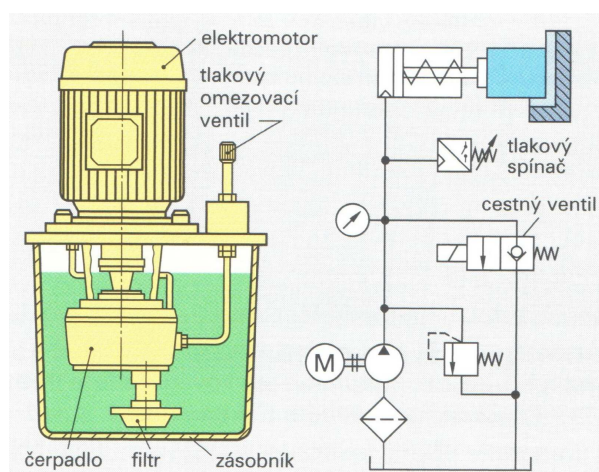 elektromotor
tlakový
omezovací
ventil
tlakový
spínač
cestný ventil
M
čerpadlo
filtr
zásobník